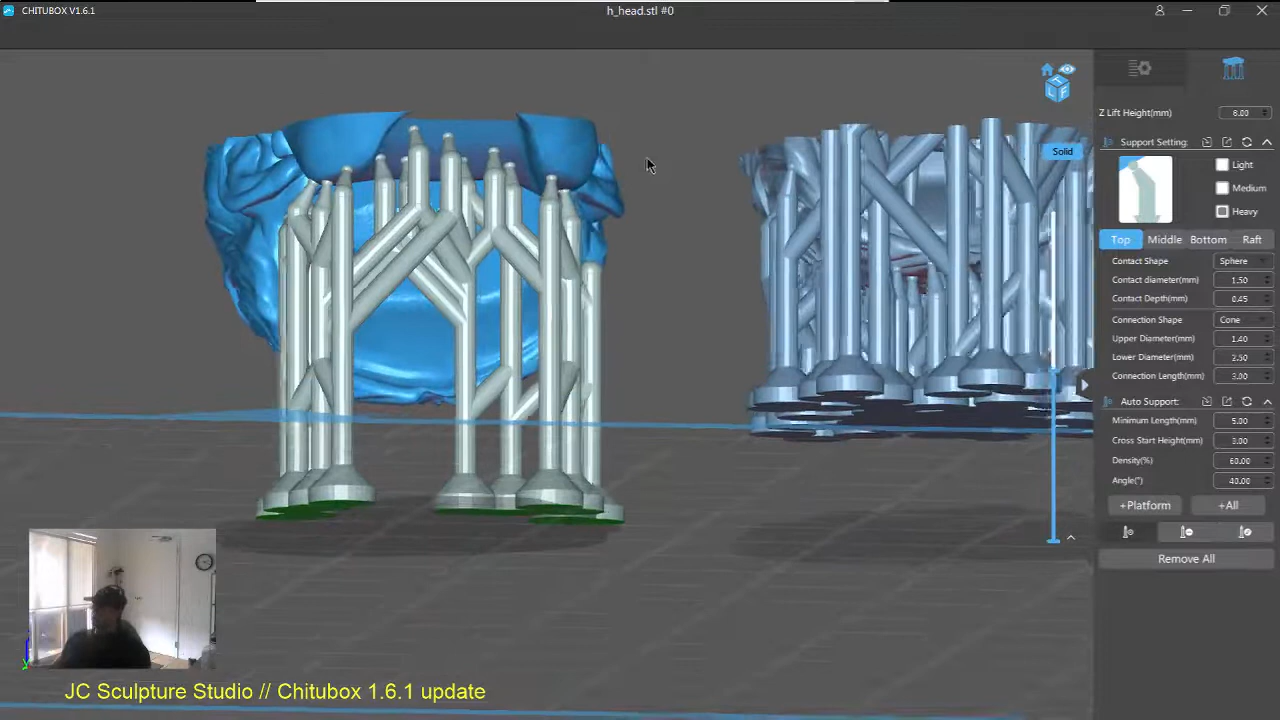 CHITUBOX V1.6.1
h_head.stl #0
Z Lift Height(mm) 6.00
Support Setting:
Solid
Light
Medium
Heavy
Top Middle Bottom Raft
Contact Shape Sphere
Contact diameter(mm) 1.50
Contact Depth(mm) 0.45
Connection Shape Cone
Upper Diameter(mm) 1.40
Lower Diameter(mm) 2.50
Connection Length(mm) 3.00
Auto Support:
Minimum Length(mm) 5.00
Cross Start Height(mm) 3.00
Density(%) 60.00
Angle(°) 40.00
+Platform +All
Remove All
JC Sculpture Studio // Chitubox 1.6.1 update